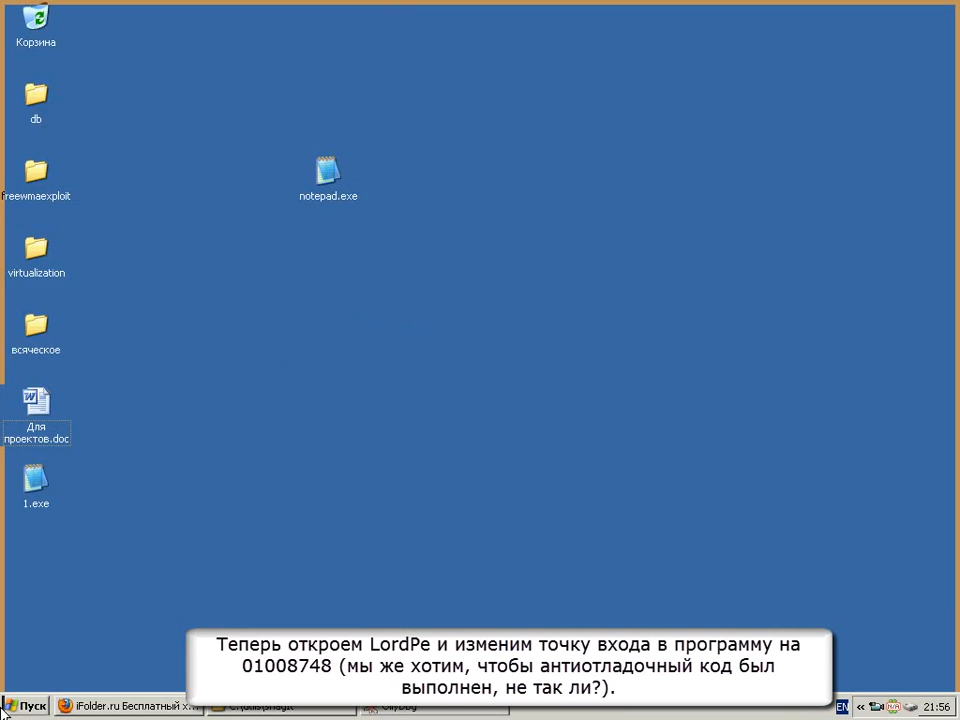 Корзина
db
freewmaexploit
notepad.exe
virtualization
всяческое
Для
проектов.doc
1.exe
Теперь откроем LordPe и изменим точку входа в программу на
01008748 (мы же хотим, чтобы антиотладочный код был
выполнен, не так ли?).
Пуск
iFolder.ru Бесплатный х...
EN
21:56